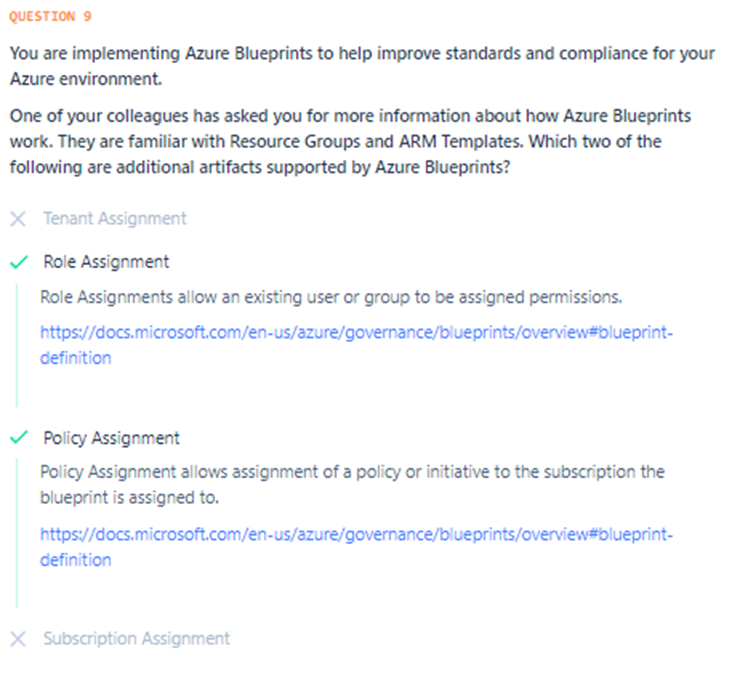 QUESTION 9
You are implementing Azure Blueprints to help improve standards and compliance for your
Azure environment.
One of your colleagues has asked you for more information about how Azure Blueprints
work. They are familiar with Resource Groups and ARM Templates. Which two of the
following are additional artifacts supported by Azure Blueprints?
Tenant Assignment
Role Assignment
Role Assignments allow an existing user or group to be assigned permissions.
https://docs.microsoft.com/en-us/azure/governance/blueprints/overview#blueprint-
definition
Policy Assignment
Policy Assignment allows assignment of a policy or initiative to the subscription the
blueprint is assigned to.
https://docs.microsoft.com/en-us/azure/governance/blueprints/overview#blueprint-
definition
Subscription Assignment